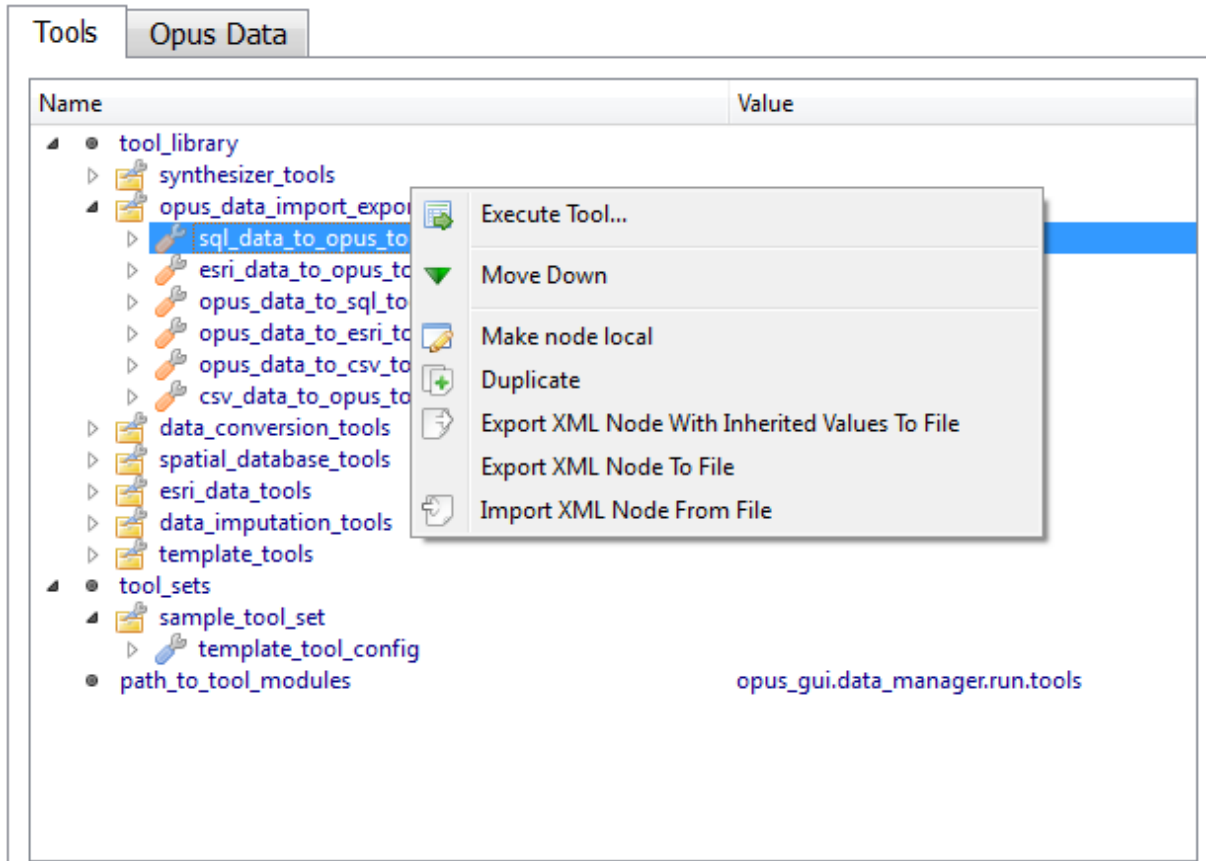 Tools Opus Data
Name Value
tool_library
synthesizer_tools
opus_data_import_expor
Execute Tool...
sql_data_to_opus_to
esri_data_to_opus_tc
Move Down
opus_data_to_sql_to
opus_data_to_esri_tc
Make node local
opus_data_to_csv_to
Duplicate
csv_data_to_opus_to
data_conversion_tools
Export XML Node With Inherited Values To File
spatial_database_tools
Export XML Node To File
esri_data_tools
data_imputation_tools
Import XML Node From File
template_tools
tool_sets
sample_tool_set
template_tool_config
path_to_tool_modules opus_gui.data_manager.run.tools